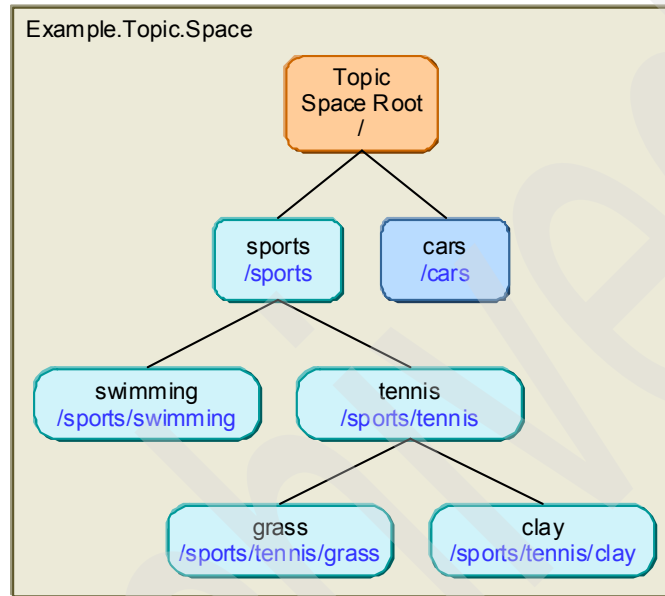 Example.Topic.Space
Topic
Space Root
/
sports
/sports
cars
/cars
swimming
/sports/swimming
tennis
/sports/tennis
grass
/sports/tennis/grass
clay
/sports/tennis/clay